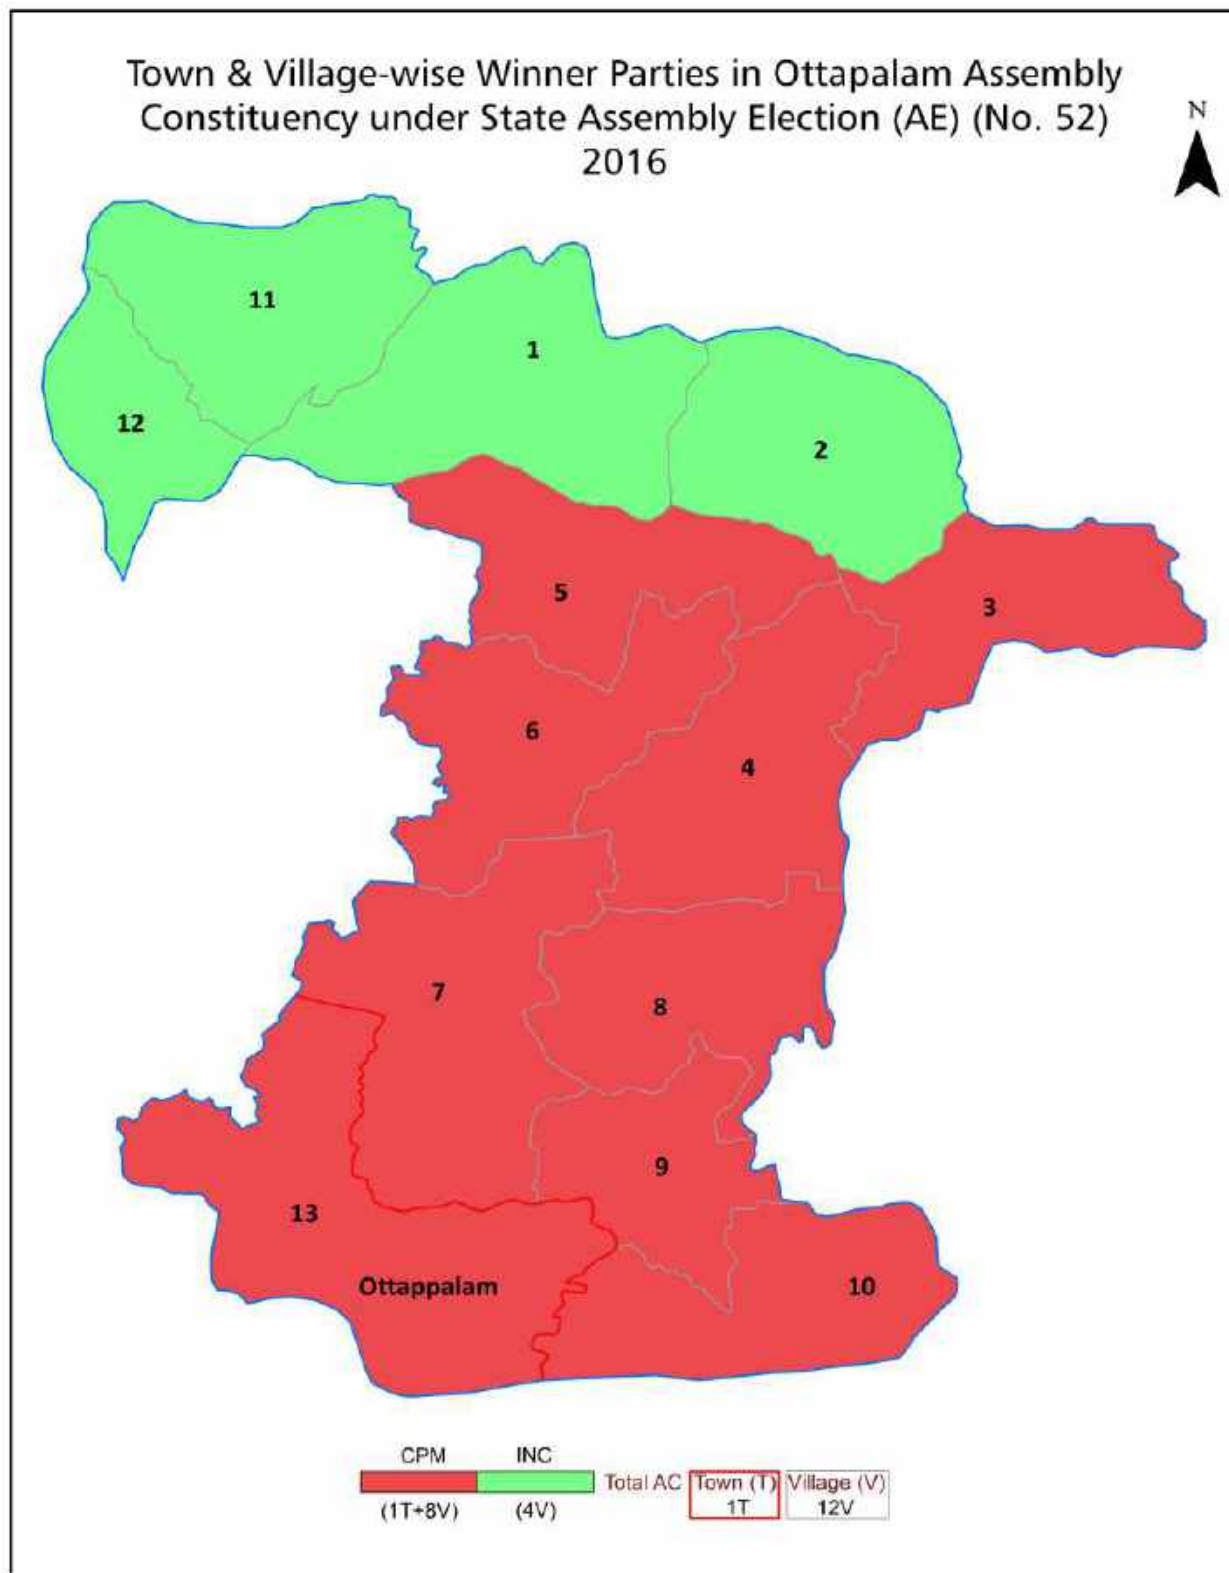 Town & Village-wise Winner Parties in Ottapalam Assembly
Constituency under State Assembly Election (AE) (No. 52)
2016
N
11
1
12
2
5
3
6
4
7
8
9
13
Ottappalam
10
CPM INC
Total AC Town (T) Village (V)
(1T+8V) (4V) 1T 12V